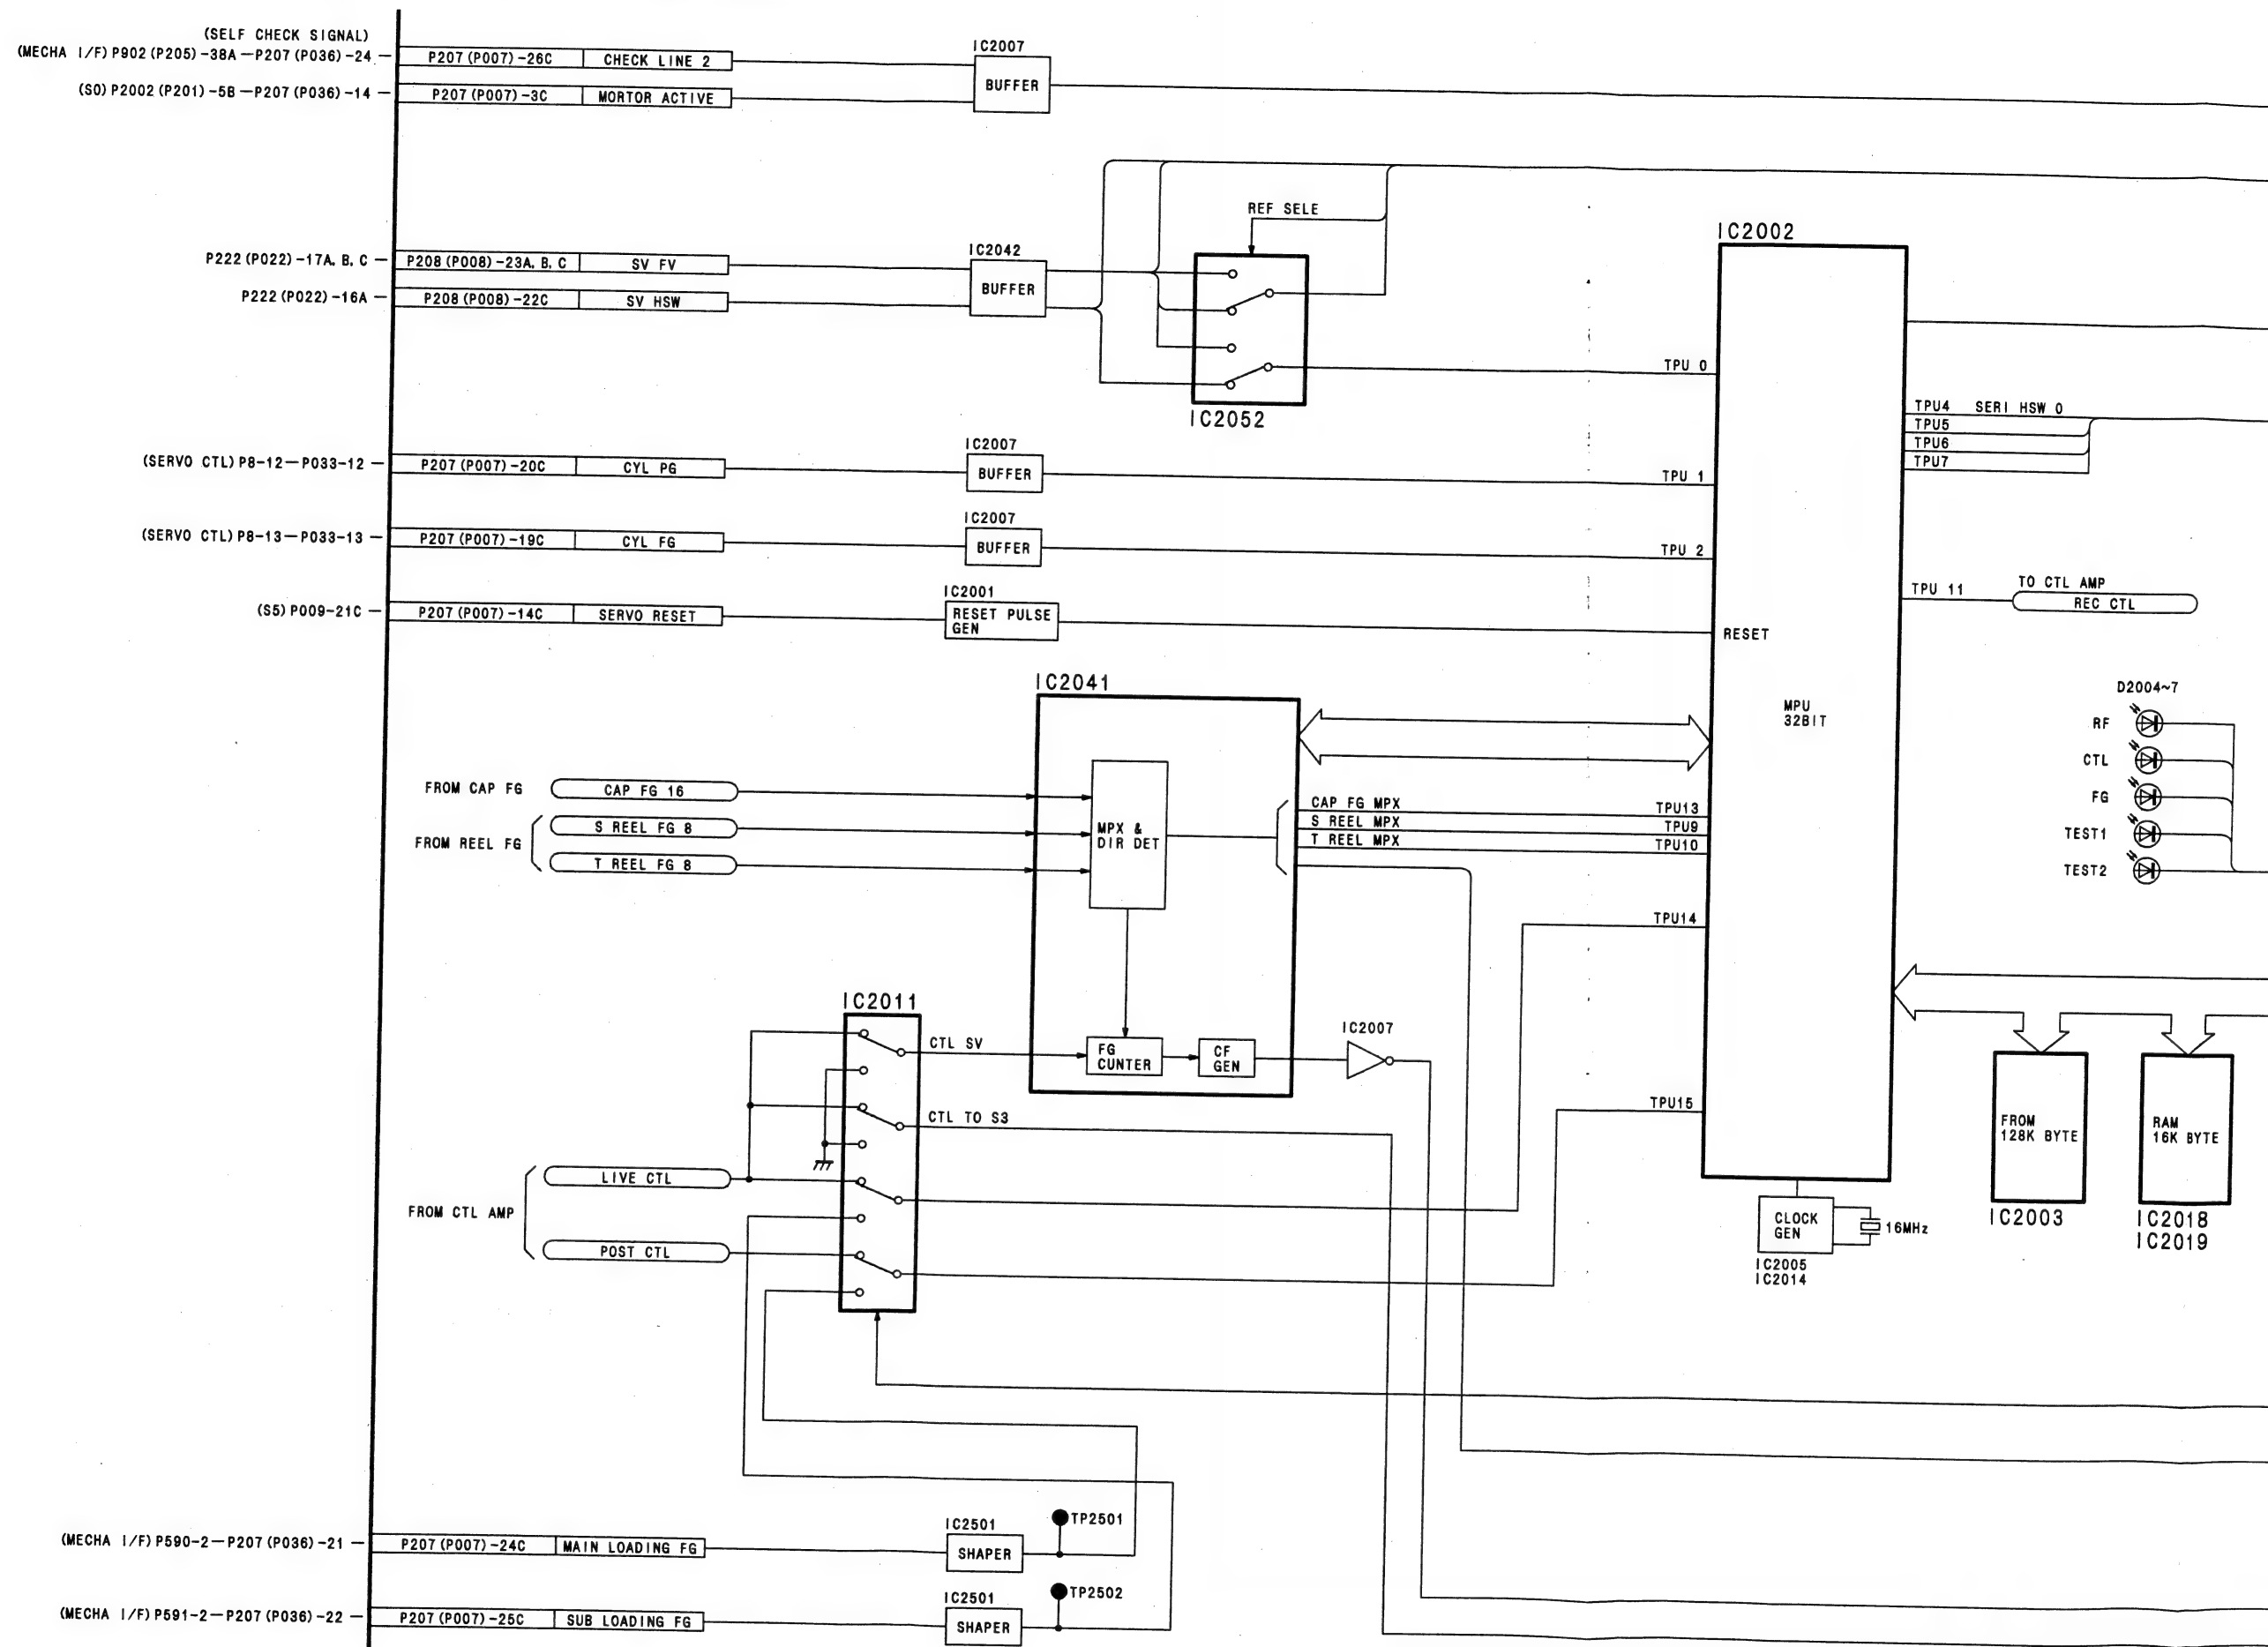 (SELF CHECK SIGNAL)
(MECHA I/F) P902 (P205) -38A—P207 (P036) -24
P207 (P007) -26C CHECK LINE 2
(S0) P2002 (P201) -5B—P207 (P036) -14
P207 (P007) -3C MORTOR ACTIVE
IC2007
BUFFER
REF SELE
P222 (P022) -17A. B. C
P208 (P008) -23A. B. C SV FV
P222 (P022) -16A
P208 (P008) -22C SV HSW
IC2042
BUFFER
IC2052
TPU 0
IC2002
TPU4 SERI HSW 0
TPU5
TPU6
TPU7
(SERVO CTL) P8-12—P033-12
P207 (P007) -20C CYL PG
IC2007
BUFFER
TPU 1
(SERVO CTL) P8-13—P033-13
P207 (P007) -19C CYL FG
IC2007
BUFFER
TPU 2
(S5) P009-21C
P207 (P007) -14C SERVO RESET
IC2001
RESET PULSE
GEN
RESET
TPU 11
TO CTL AMP
REC CTL
MPU
32BIT
D2004~7
RF
CTL
FG
TEST1
TEST2
IC2041
FROM CAP FG
CAP FG 16
FROM REEL FG
S REEL FG 8
T REEL FG 8
MPX &
DIR DET
CAP FG MPX
S REEL MPX
T REEL MPX
TPU13
TPU9
TPU10
TPU14
IC2011
CTL SV
FG
CUNTER
CF
GEN
IC2007
CTL TO S3
TPU15
FROM CTL AMP
LIVE CTL
POST CTL
CLOCK
GEN
16MHz
IC2005
IC2014
FROM
128K BYTE
IC2003
RAM
16K BYTE
IC2018
IC2019
(MECHA I/F) P590-2—P207 (P036) -21
P207 (P007) -24C MAIN LOADING FG
IC2501
SHAPER
TP2501
(MECHA I/F) P591-2—P207 (P036) -22
P207 (P007) -25C SUB LOADING FG
IC2501
SHAPER
TP2502